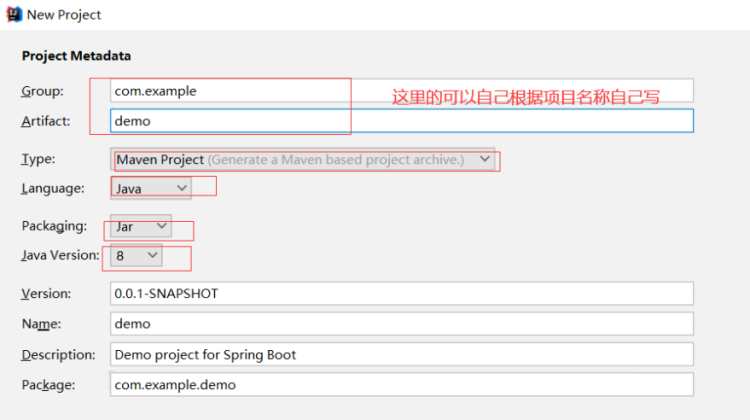 New Project
Project Metadata
Group: com.example
这里的可以自己根据项目名称自己写
Artifact: demo
Type: Maven Project (Generate a Maven based project archive.)
Language: Java
Packaging: Jar
Java Version: 8
Version: 0.0.1-SNAPSHOT
Name: demo
Description: Demo project for Spring Boot
Package: com.example.demo